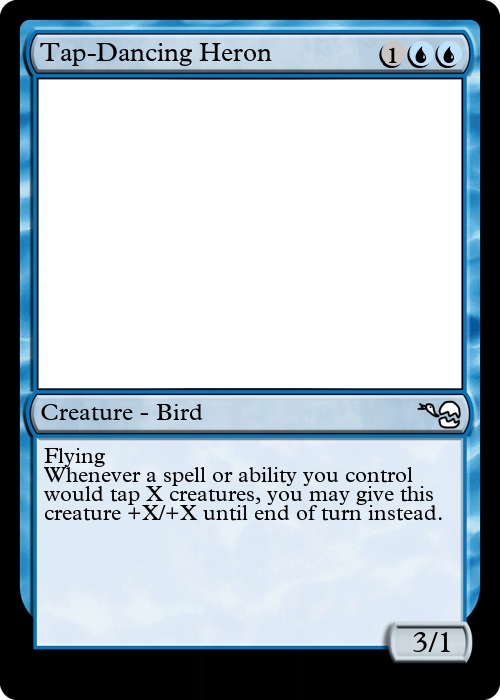 Tap-Dancing Heron 1
Creature - Bird
Flying
Whenever a spell or ability you control
would tap X creatures, you may give this
creature +X/+X until end of turn instead.
3/1